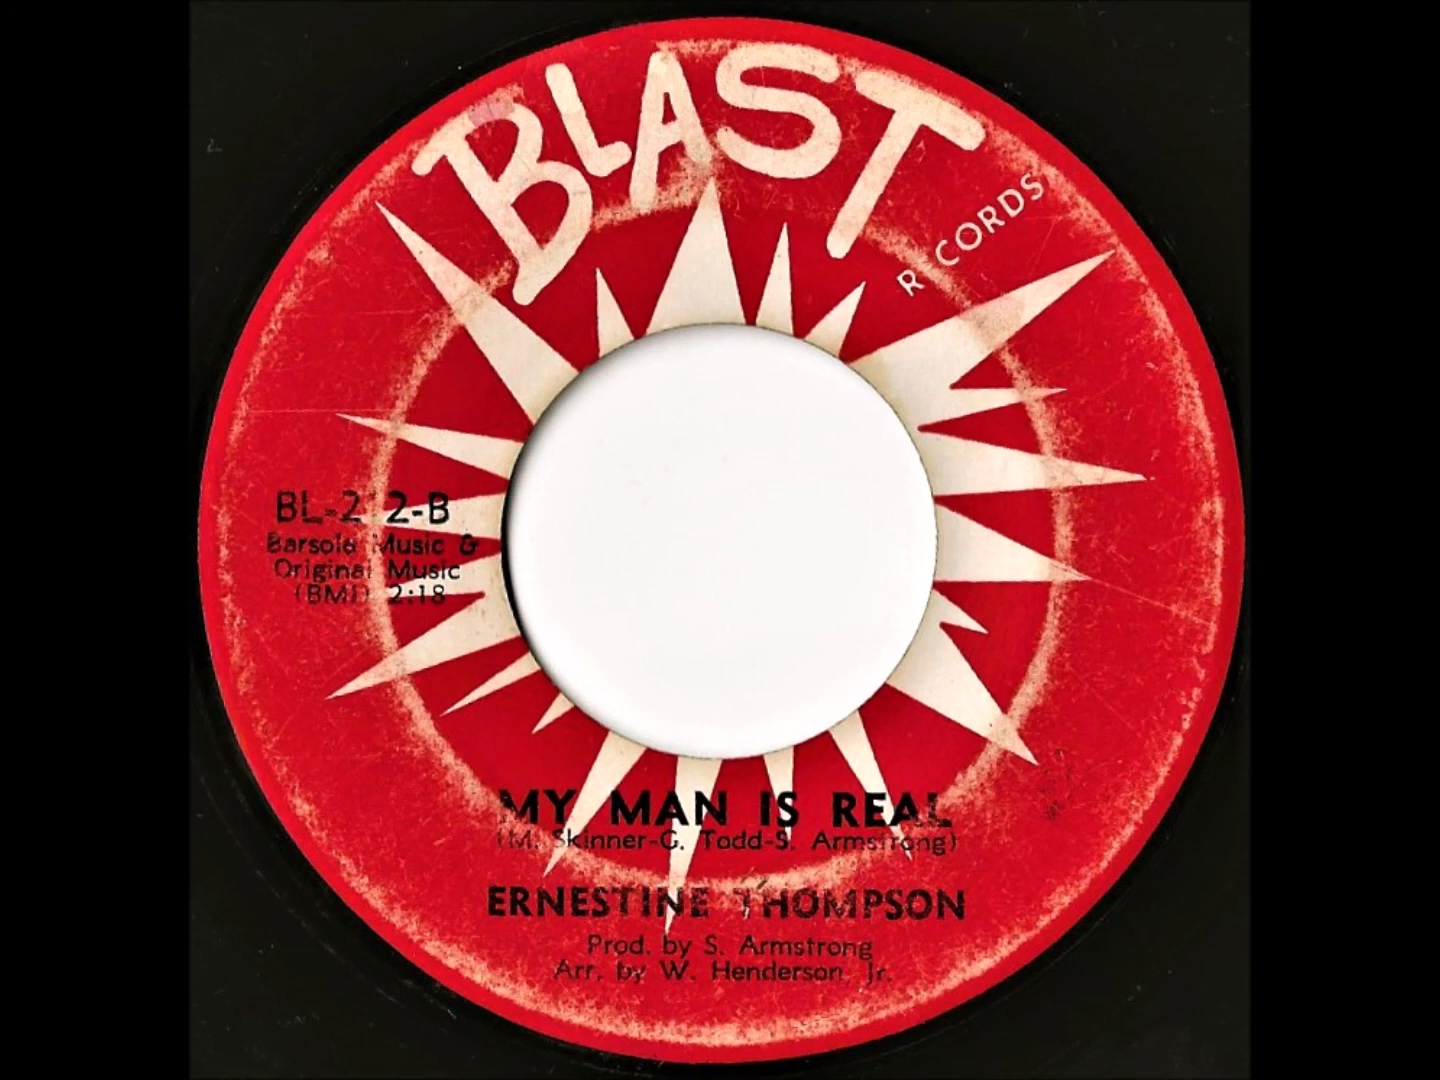 BLAST
R CORDS
BL-2 2-B
Barsola Music &
Original Music
(BMI) 2:18
MY MAN IS REAL
(M. Skinner-G. Todd-S. Armstrong)
ERNESTINE THOMPSON
Prod. by S. Armstrong
Arr. by W. Henderson, Jr.